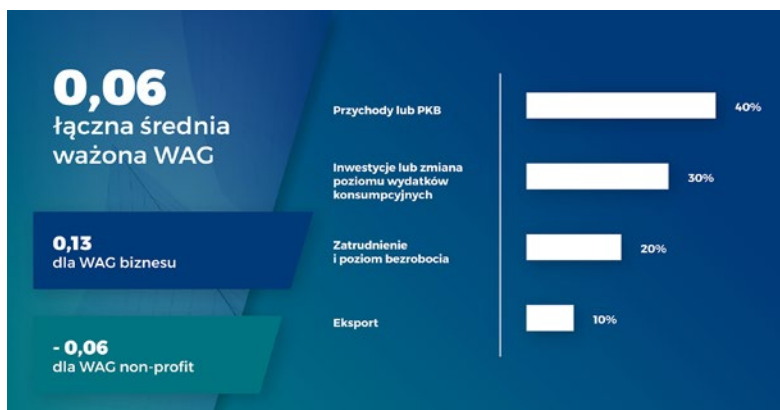 0,06
łączna średnia
ważona WAG
0,13
dla WAG biznesu
- 0,06
dla WAG non-profit
Przychody lub PKB
40%
Inwestycje lub zmiana
poziomu wydatków
konsumpcyjnych
30%
Zatrudnienie
i poziom bezrobocia
20%
Eksport
10%